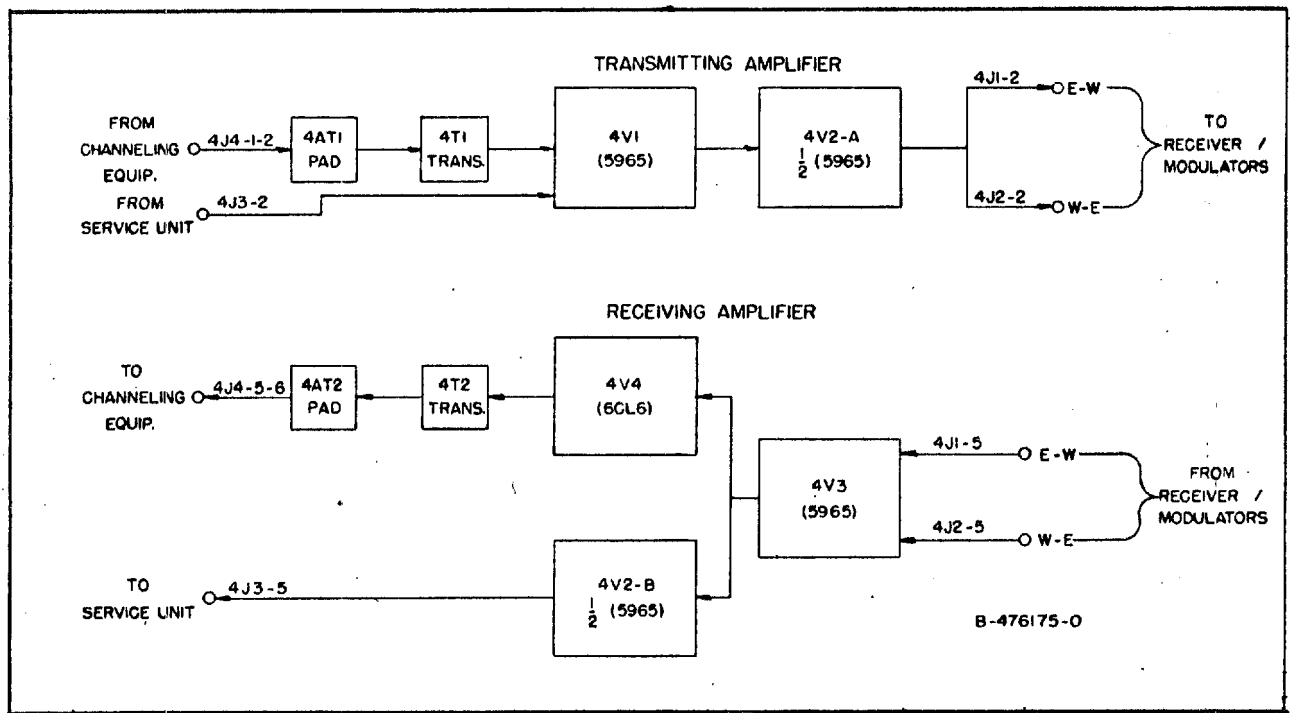 TRANSMITTING AMPLIFIER
FROM
CHANNELING
EQUIP.
4J4-1-2
4AT1
PAD
4T1
TRANS.
4V1
(5965)
4V2-A
1/2 (5965)
4J1-2
E-W
TO
RECEIVER /
MODULATORS
4J2-2
W-E
FROM
SERVICE UNIT
4J3-2
RECEIVING AMPLIFIER
TO
CHANNELING
EQUIP.
4J4-5-6
4AT2
PAD
4T2
TRANS.
4V4
(6CL6)
4V3
(5965)
4J1-5
E-W
FROM
RECEIVER /
MODULATORS
4J2-5
W-E
TO
SERVICE UNIT
4J3-5
4V2-B
1/2 (5965)
B-476175-0